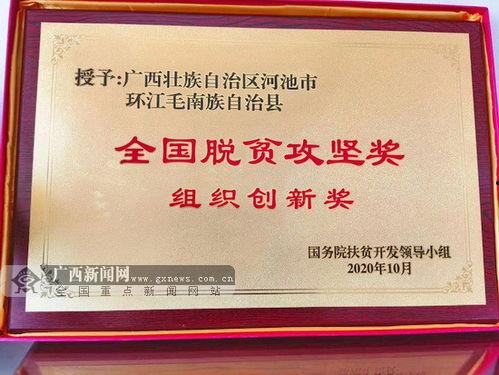 授予:广西壮族自治区河池市
环江毛南族自治县
全国脱贫攻坚奖
组织创新奖
国务院扶贫开发领导小组
2020年10月
广西新闻网
www.gxnews.com.cn
全国重点新闻网站